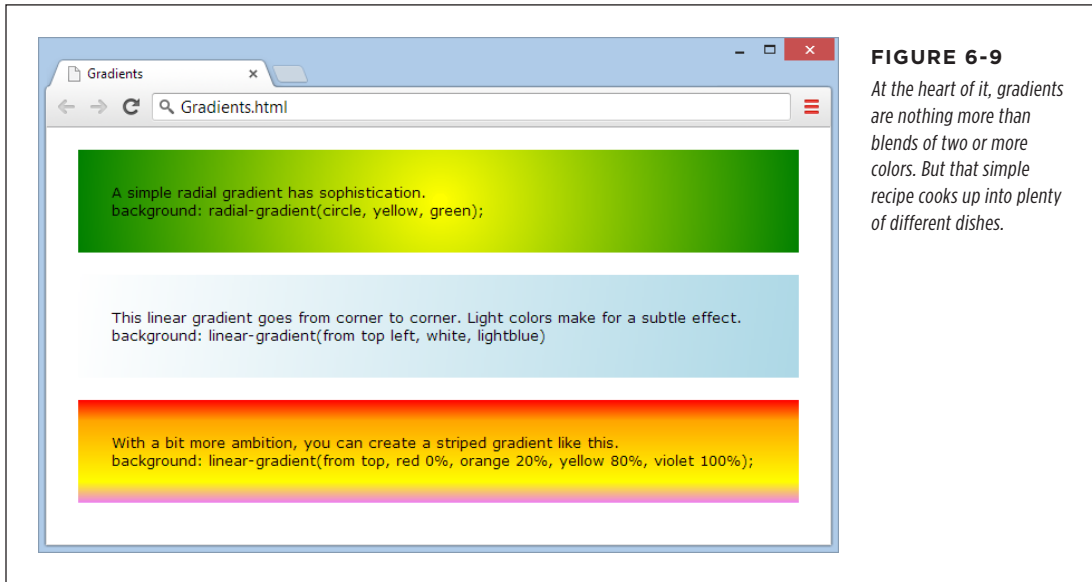 Gradients
Gradients.html
A simple radial gradient has sophistication.
background: radial-gradient(circle, yellow, green);
This linear gradient goes from corner to corner. Light colors make for a subtle effect.
background: linear-gradient(from top left, white, lightblue)
With a bit more ambition, you can create a striped gradient like this.
background: linear-gradient(from top, red 0%, orange 20%, yellow 80%, violet 100%);
FIGURE 6-9
At the heart of it, gradients
are nothing more than
blends of two or more
colors. But that simple
recipe cooks up into plenty
of different dishes.